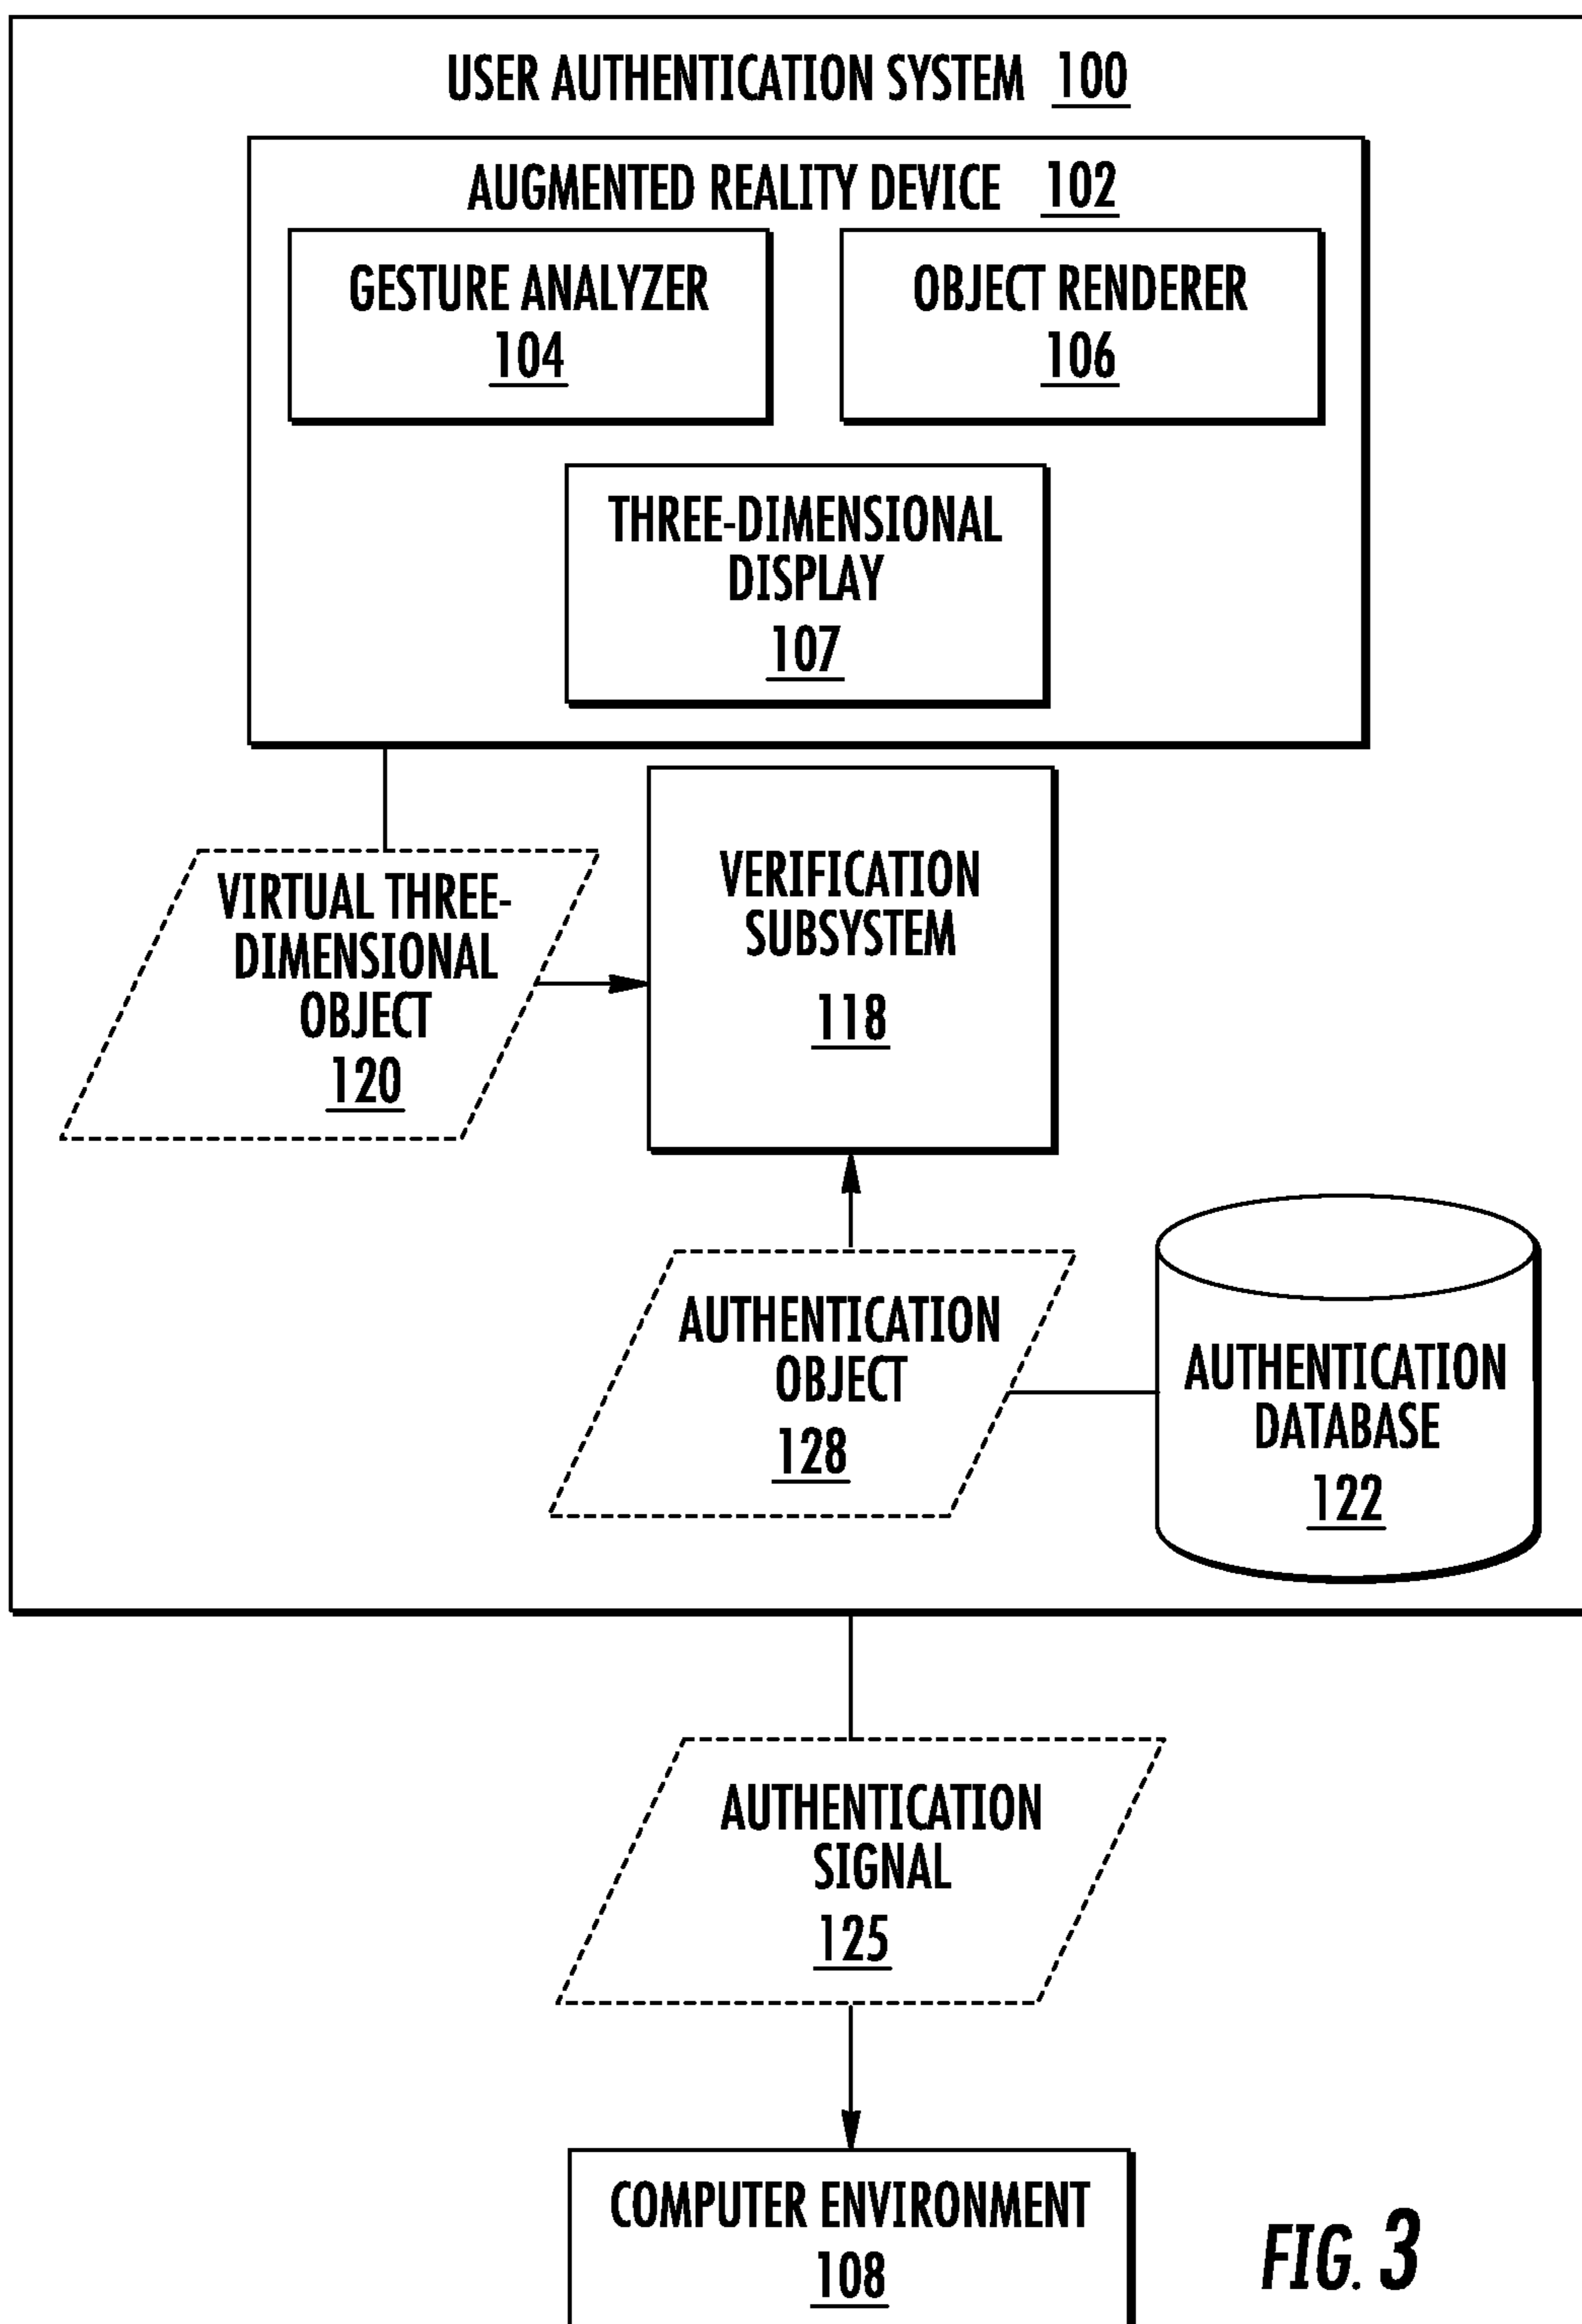 USER AUTHENTICATION SYSTEM 100
AUGMENTED REALITY DEVICE 102
GESTURE ANALYZER
104
OBJECT RENDERER
106
THREE-DIMENSIONAL
DISPLAY
107
VIRTUAL THREE-
DIMENSIONAL
OBJECT
120
VERIFICATION
SUBSYSTEM
118
AUTHENTICATION
OBJECT
128
AUTHENTICATION
DATABASE
122
AUTHENTICATION
SIGNAL
125
COMPUTER ENVIRONMENT
108
FIG. 3